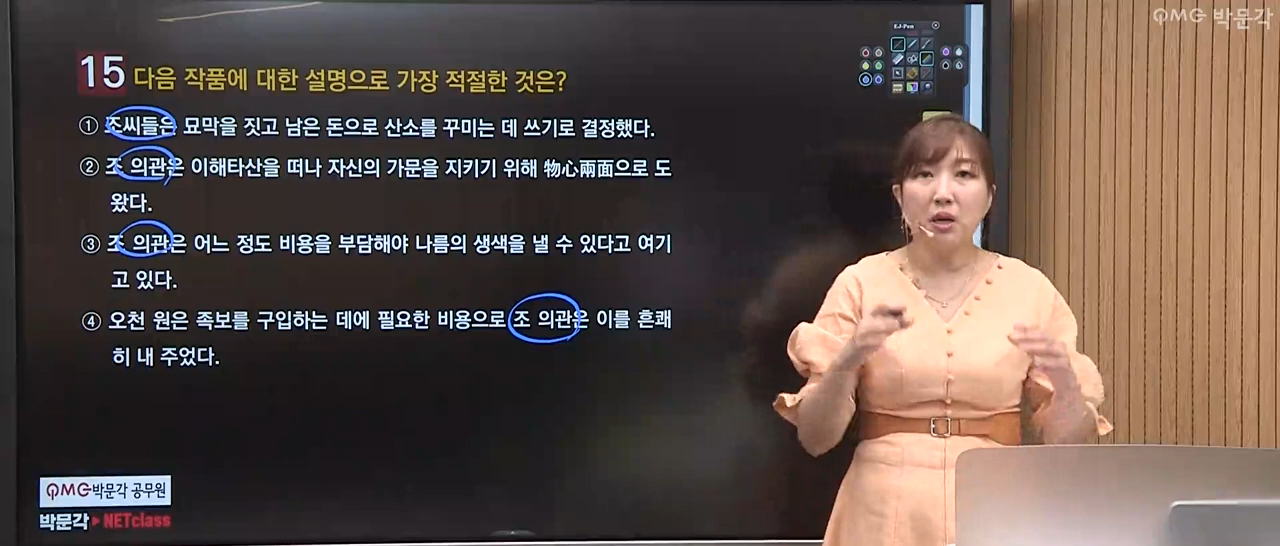 QMG 박문각
EJ-Pen
15 다음 작품에 대한 설명으로 가장 적절한 것은?
① 조씨들은 묘막을 짓고 남은 돈으로 산소를 꾸미는 데 쓰기로 결정했다.
② 조 의관은 이해타산을 떠나 자신의 가문을 지키기 위해 物心兩面으로 도
왔다.
③ 조 의관은 어느 정도 비용을 부담해야 나름의 생색을 낼 수 있다고 여기
고 있다.
④ 오천 원은 족보를 구입하는 데에 필요한 비용으로 조 의관은 이를 흔쾌
히 내 주었다.
QMG 박문각 공무원
박문각 ▶ NETclass